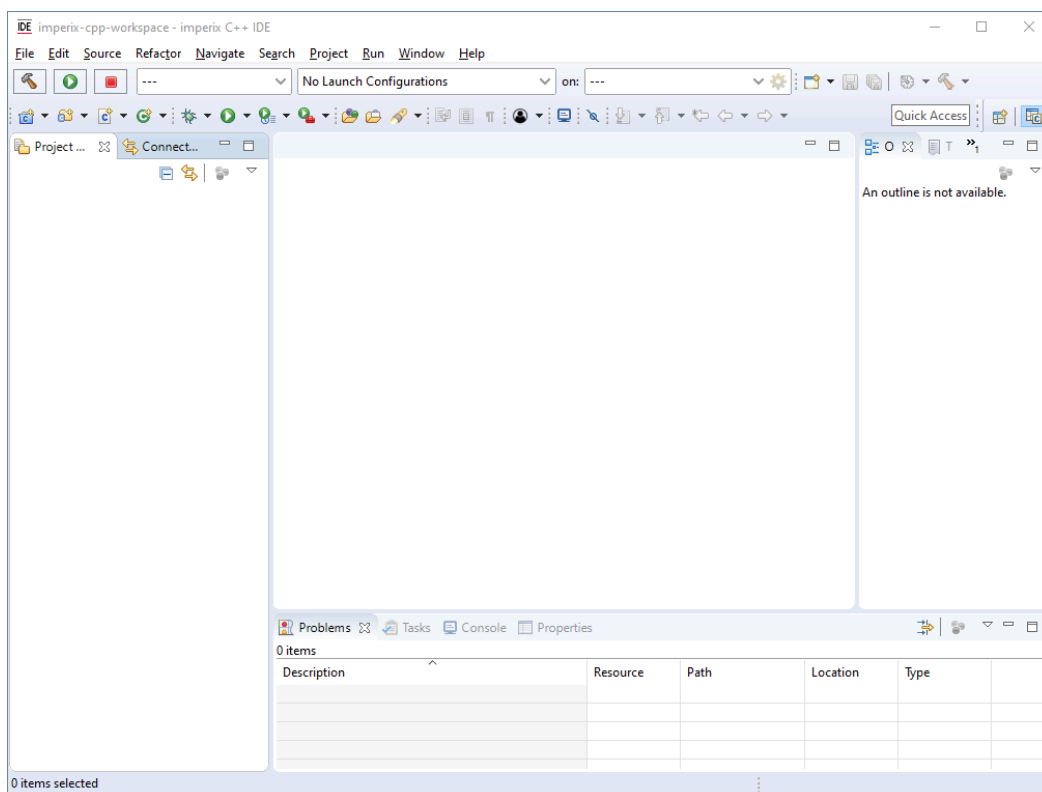 IDE imperix-cpp-workspace - imperix C++ IDE
File Edit Source Refactor Navigate Search Project Run Window Help
--- No Launch Configurations on: ---
Quick Access
Project ... Connect... O T »1
An outline is not available.
Problems Tasks Console Properties
0 items
Description Resource Path Location Type
0 items selected